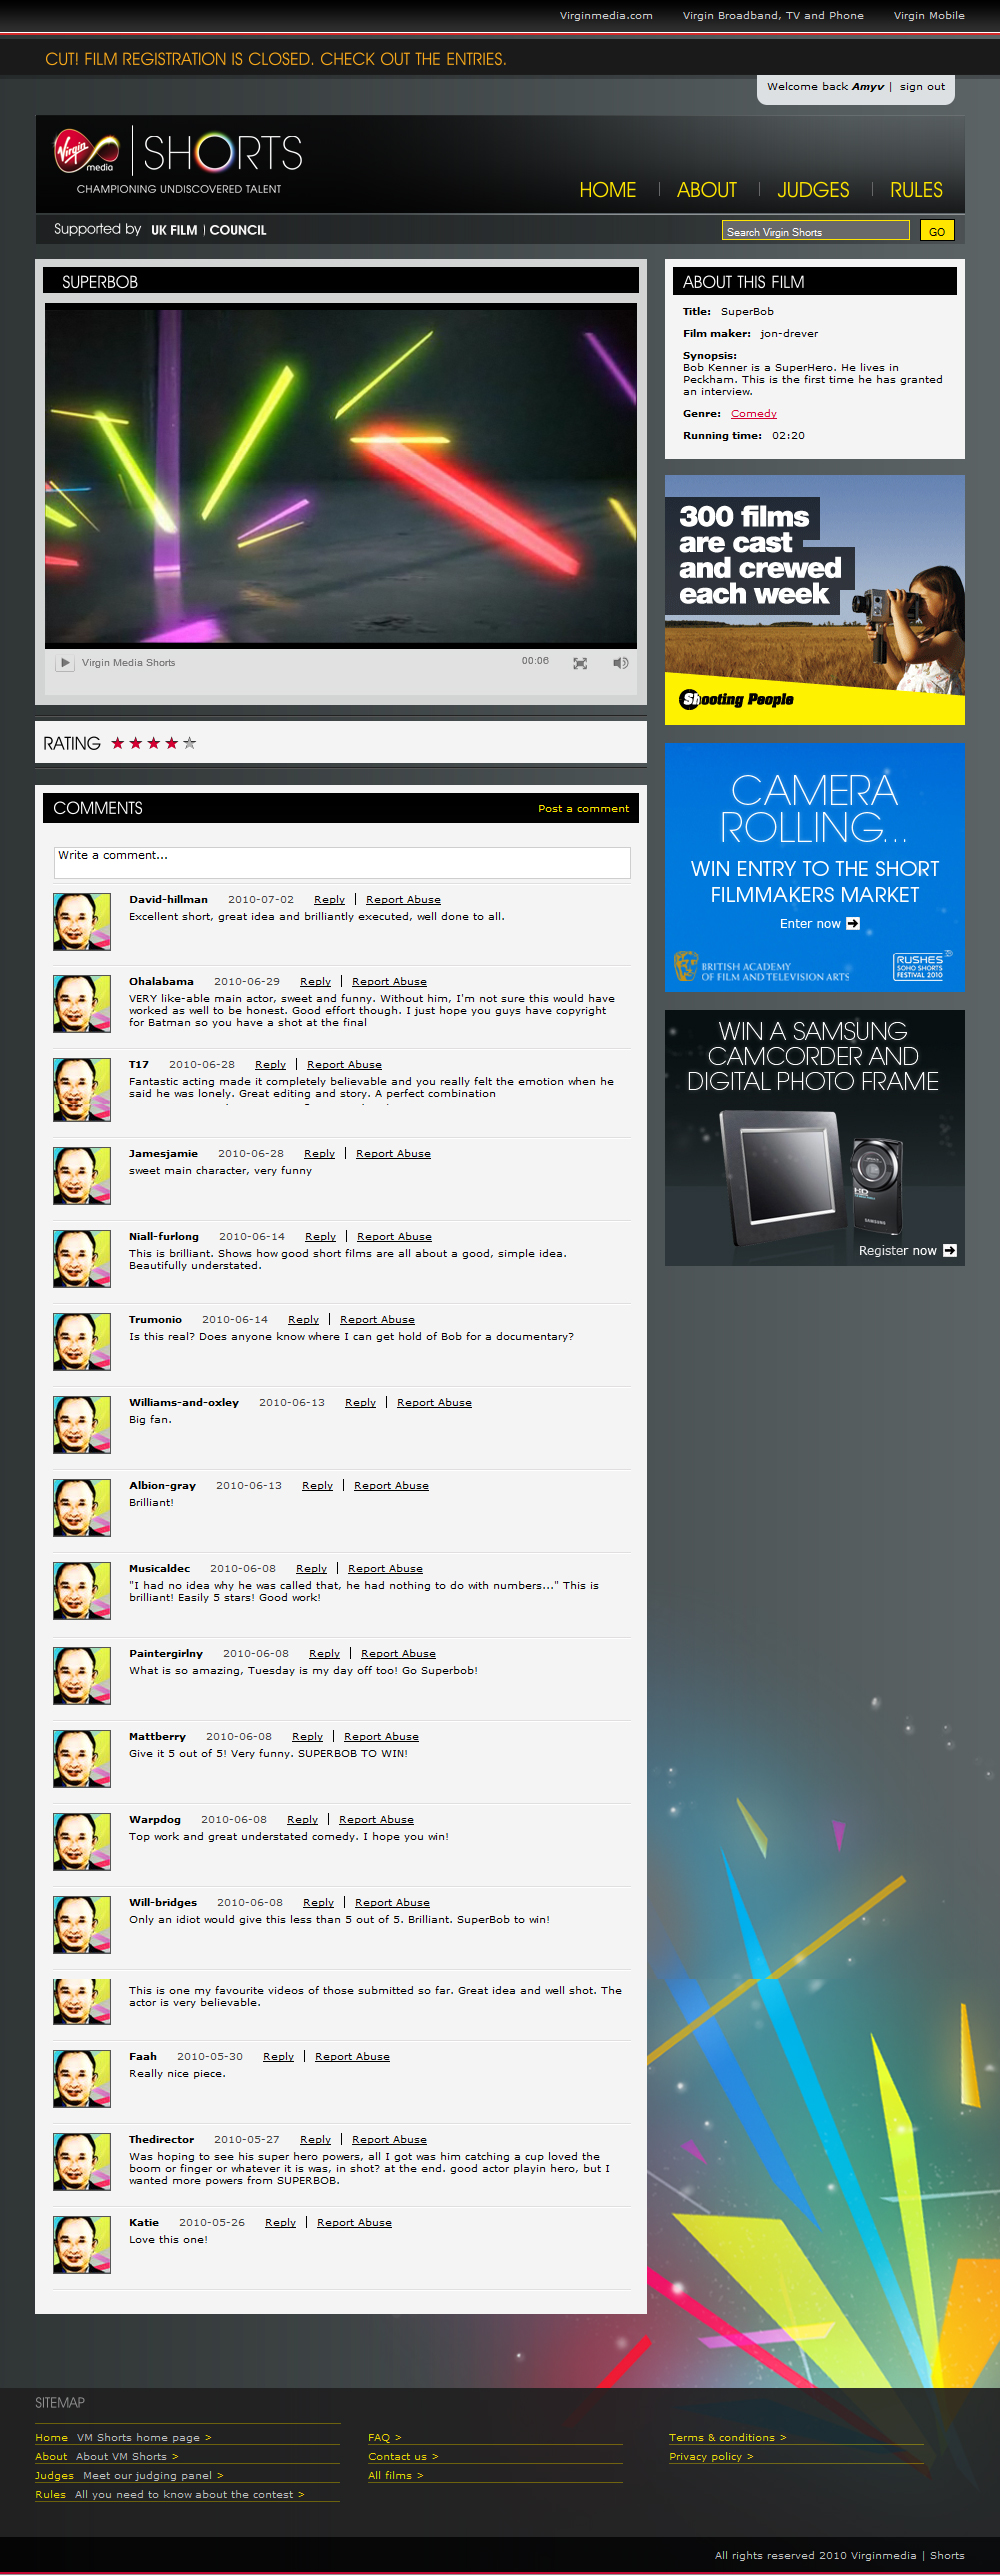 Virginmedia.com Virgin Broadband, TV and Phone Virgin Mobile
CUT! FILM REGISTRATION IS CLOSED. CHECK OUT THE ENTRIES.
Welcome back Amyv | sign out
Virgin media SHORTS
CHAMPIONING UNDISCOVERED TALENT
HOME ABOUT JUDGES RULES
Supported by UK FILM | COUNCIL
Search Virgin Shorts GO
SUPERBOB
Virgin Media Shorts 00:06
RATING
COMMENTS Post a comment
Write a comment...
David-hillman 2010-07-02 Reply | Report Abuse
Excellent short, great idea and brilliantly executed, well done to all.
Ohalabama 2010-06-29 Reply | Report Abuse
VERY like-able main actor, sweet and funny. Without him, I'm not sure this would have
worked as well to be honest. Good effort though. I just hope you guys have copyright
for Batman so you have a shot at the final
T17 2010-06-28 Reply | Report Abuse
Fantastic acting made it completely believable and you really felt the emotion when he
said he was lonely. Great editing and story. A perfect combination
Jamesjamie 2010-06-28 Reply | Report Abuse
sweet main character, very funny
Niall-furlong 2010-06-14 Reply | Report Abuse
This is brilliant. Shows how good short films are all about a good, simple idea.
Beautifully understated.
Trumonio 2010-06-14 Reply | Report Abuse
Is this real? Does anyone know where I can get hold of Bob for a documentary?
Williams-and-oxley 2010-06-13 Reply | Report Abuse
Big fan.
Albion-gray 2010-06-13 Reply | Report Abuse
Brilliant!
Musicaldec 2010-06-08 Reply | Report Abuse
"I had no idea why he was called that, he had nothing to do with numbers..." This is
brilliant! Easily 5 stars! Good work!
Paintergirlny 2010-06-08 Reply | Report Abuse
What is so amazing, Tuesday is my day off too! Go Superbob!
Mattberry 2010-06-08 Reply | Report Abuse
Give it 5 out of 5! Very funny. SUPERBOB TO WIN!
Warpdog 2010-06-08 Reply | Report Abuse
Top work and great understated comedy. I hope you win!
Will-bridges 2010-06-08 Reply | Report Abuse
Only an idiot would give this less than 5 out of 5. Brilliant. SuperBob to win!
This is one my favourite videos of those submitted so far. Great idea and well shot. The
actor is very believable.
Faah 2010-05-30 Reply | Report Abuse
Really nice piece.
Thedirector 2010-05-27 Reply | Report Abuse
Was hoping to see his super hero powers, all I got was him catching a cup loved the
boom or finger or whatever it is was, in shot? at the end. good actor playin hero, but I
wanted more powers from SUPERBOB.
Katie 2010-05-26 Reply | Report Abuse
Love this one!
ABOUT THIS FILM
Title: SuperBob
Film maker: jon-drever
Synopsis:
Bob Kenner is a SuperHero. He lives in
Peckham. This is the first time he has granted
an interview.
Genre: Comedy
Running time: 02:20
300 films
are cast
and crewed
each week
Shooting People
CAMERA
ROLLING...
WIN ENTRY TO THE SHORT
FILMMAKERS MARKET
Enter now
BRITISH ACADEMY
OF FILM AND TELEVISION ARTS
RUSHES
SOHO SHORTS
FESTIVAL 2010
WIN A SAMSUNG
CAMCORDER AND
DIGITAL PHOTO FRAME
HD
SAMSUNG
Register now
SITEMAP
Home VM Shorts home page >
About About VM Shorts >
Judges Meet our judging panel >
Rules All you need to know about the contest >
FAQ >
Contact us >
All films >
Terms & conditions >
Privacy policy >
All rights reserved 2010 Virginmedia | Shorts